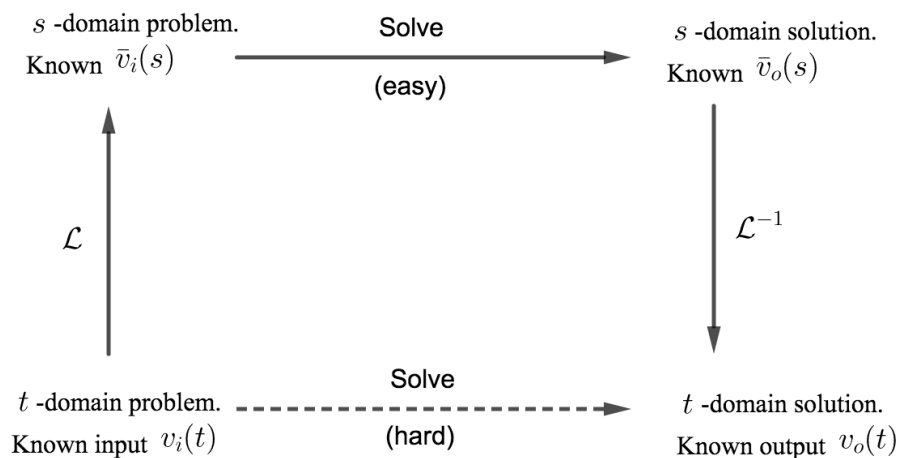 s -domain problem.
Known v̄ᵢ(s)
Solve
(easy)
s -domain solution.
Known v̄ₒ(s)
ℒ
ℒ⁻¹
t -domain problem.
Known input vᵢ(t)
Solve
(hard)
t -domain solution.
Known output vₒ(t)